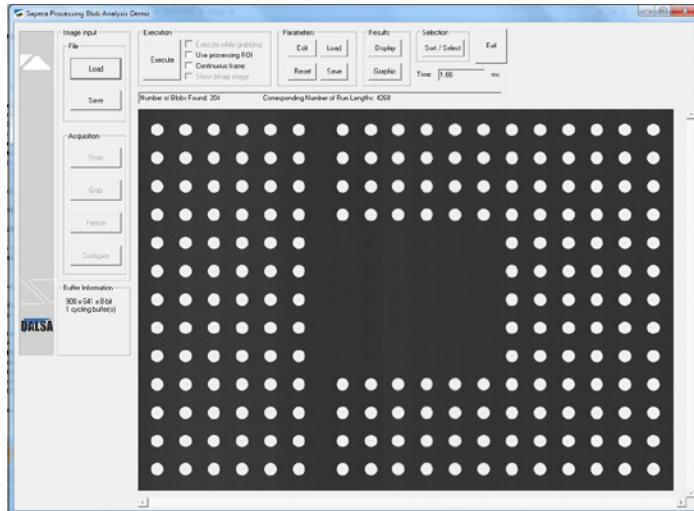 Sapera Processing Blob Analysis Demo
Image input
File
Load
Save
Acquisition
Snap
Grab
Freeze
Configure
Buffer Information
900 x 641 x 8-bit
1 cycling buffer(s)
DALSA
Execution
Execute
Execute while grabbing
Use processing ROI
Continuous frame
Show binary image
Parameters
Edit
Load
Reset
Save
Results
Display
Graphic
Selection
Sort / Select
Time
1.66
ms
Exit
Number of Blobs Found: 204 Corresponding Number of Run Lengths: 4268